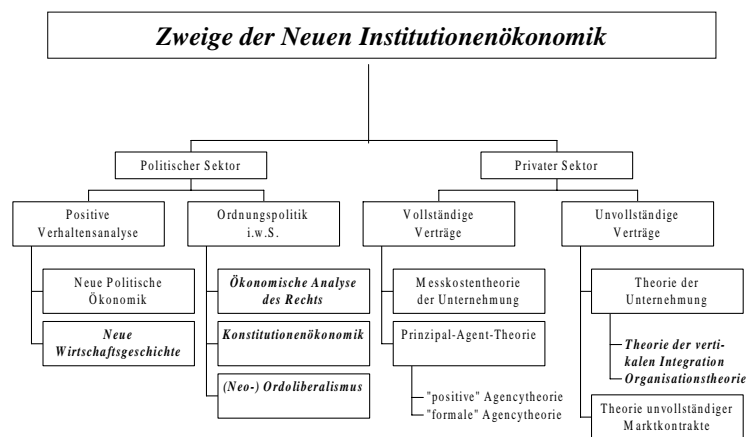 Zweige der Neuen Institutionenökonomik
Politischer Sektor
Privater Sektor
Positive
Verhaltensanalyse
Ordnungspolitik
i.w.S.
Vollständige
Verträge
Unvollständige
Verträge
Neue Politische
Ökonomik
Neue
Wirtschaftsgeschichte
Ökonomische Analyse
des Rechts
Konstitutionenökonomik
(Neo-) Ordoliberalismus
Messkostentheorie
der Unternehmung
Prinzipal-Agent-Theorie
"positive" Agencytheorie
"formale" Agencytheorie
Theorie der
Unternehmung
Theorie der verti-
kalen Integration
Organisationstheorie
Theorie unvollständiger
Marktkontrakte